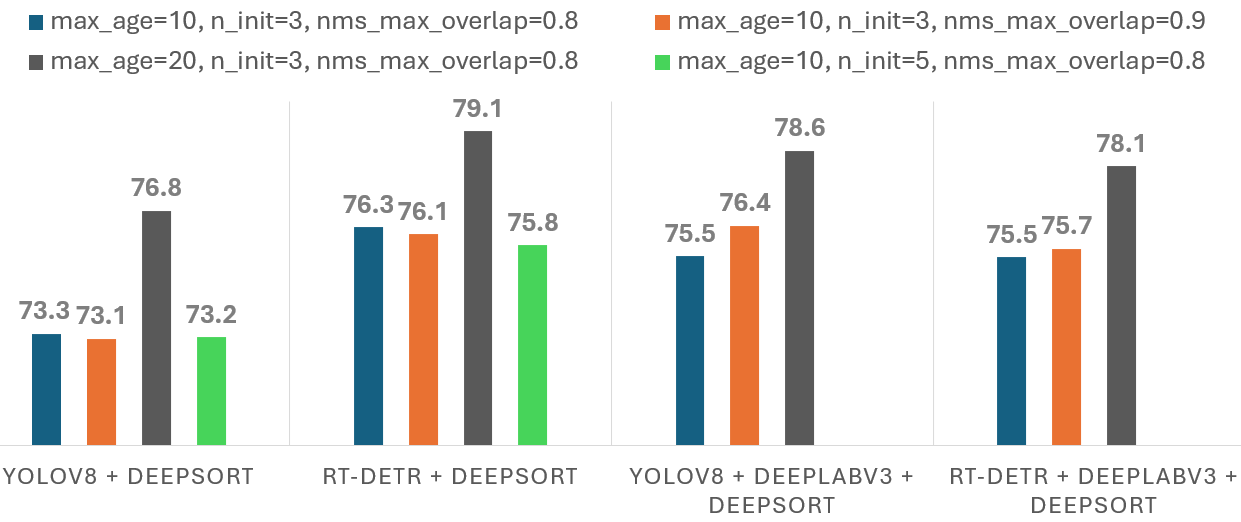 max_age=10, n_init=3, nms_max_overlap=0.8
max_age=10, n_init=3, nms_max_overlap=0.9
max_age=20, n_init=3, nms_max_overlap=0.8
max_age=10, n_init=5, nms_max_overlap=0.8
73.3
73.1
76.8
73.2
76.3
76.1
79.1
75.8
75.5
76.4
78.6
75.5
75.7
78.1
YOLOV8 + DEEPSORT
RT-DETR + DEEPSORT
YOLOV8 + DEEPLABV3 +
DEEPSORT
RT-DETR + DEEPLABV3 +
DEEPSORT